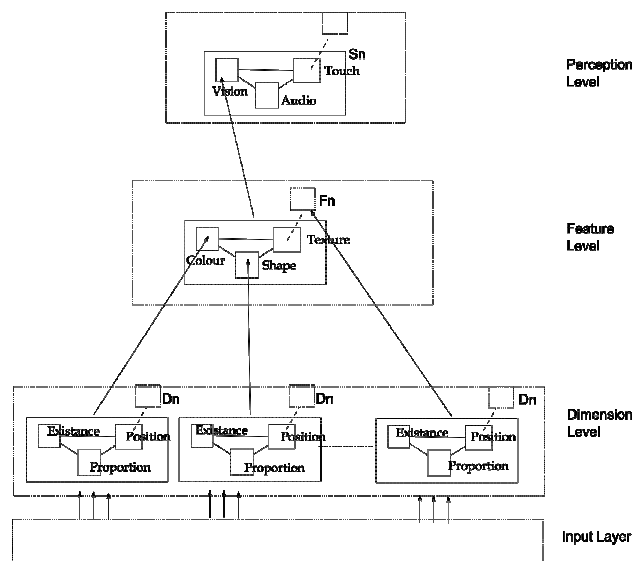 Sn
Touch
Vision
Audio
Perception
Level
Fn
Texture
Colour
Shape
Feature
Level
Dn
Dn
Dn
Existance
Position
Proportion
Existance
Position
Proportion
Existance
Position
Proportion
Dimension
Level
Input Layer